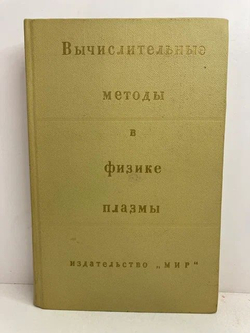 Вычислительные
методы
в
физике
плазмы
издательство „МИР"